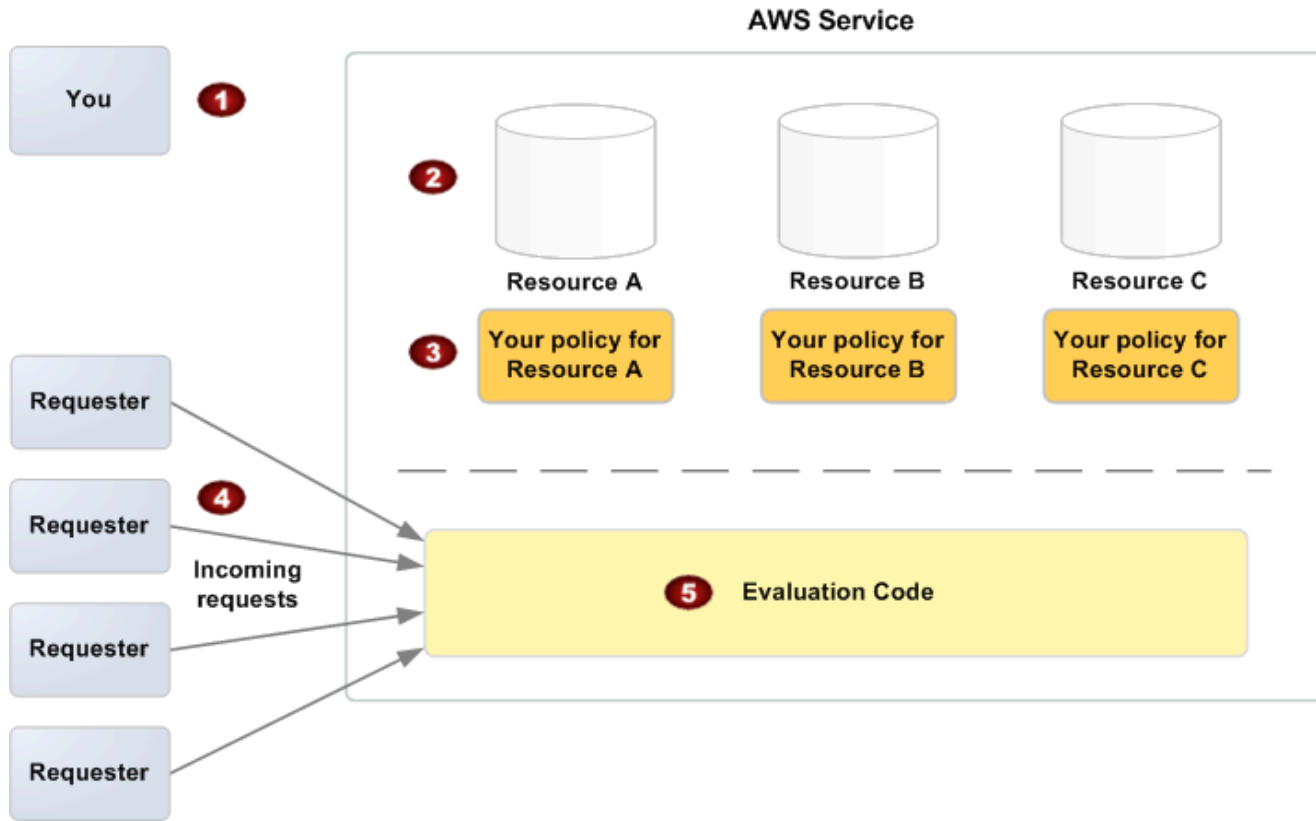 AWS Service
You
1
2
Resource A
Resource B
Resource C
3
Your policy for
Resource A
Your policy for
Resource B
Your policy for
Resource C
Requester
Requester
4
Incoming
requests
5
Evaluation Code
Requester
Requester